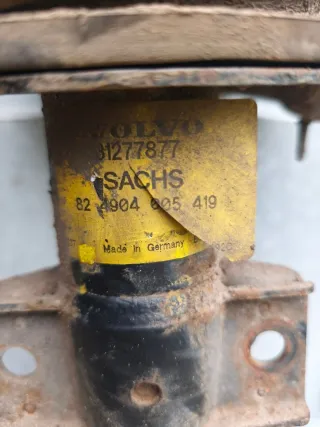 VOLVO
31277877
SACHS
82 4904 005 419
Made in Germany